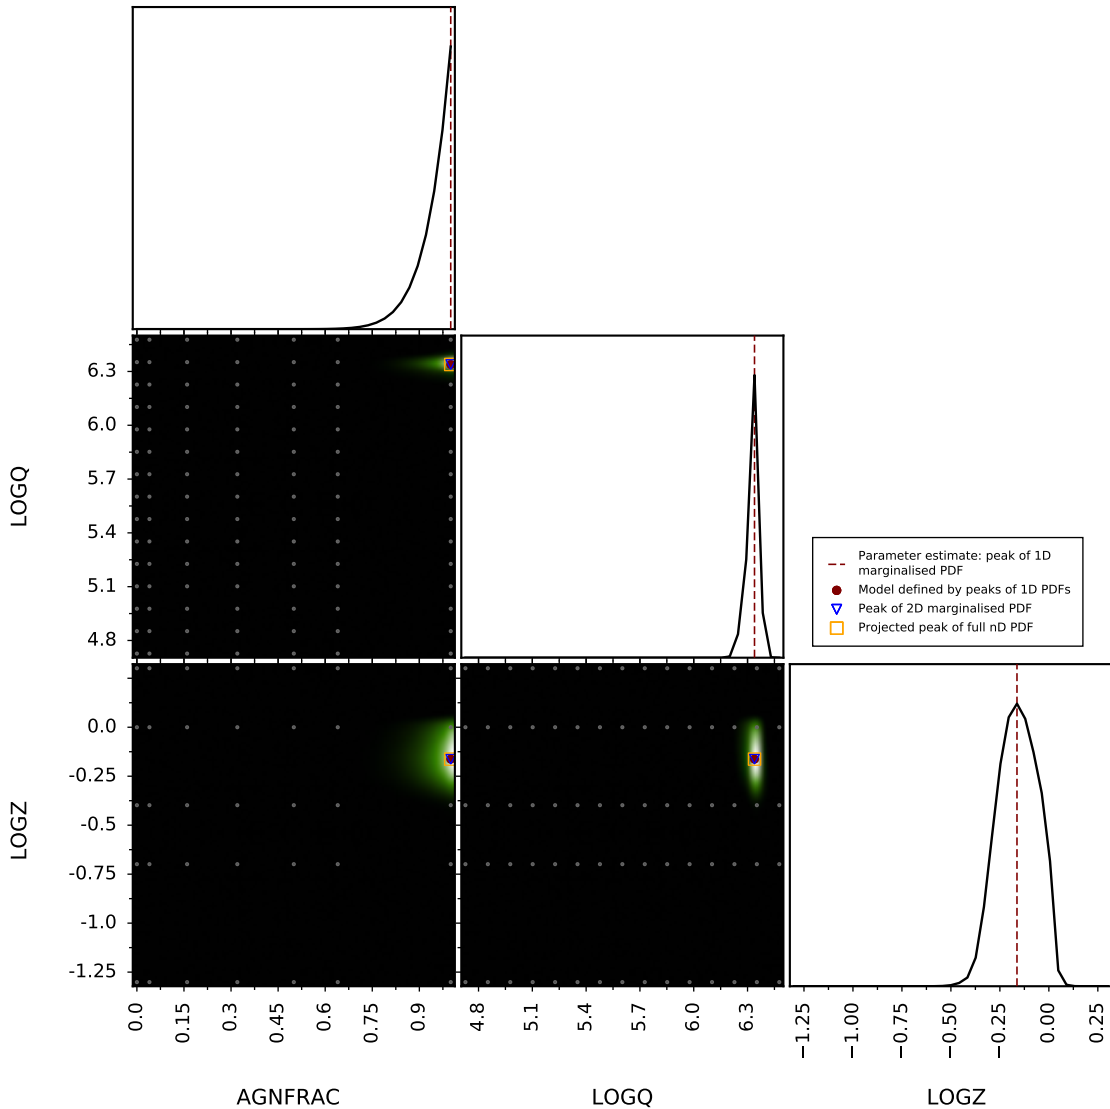 6.3
6.0
5.7
5.4
5.1
4.8
LOGQ
Parameter estimate: peak of 1D
marginalised PDF
Model defined by peaks of 1D PDFs
Peak of 2D marginalised PDF
Projected peak of full nD PDF
0.0
-0.25
-0.5
-0.75
-1.0
-1.25
LOGZ
0.0 0.15 0.3 0.45 0.6 0.75 0.9
4.8 5.1 5.4 5.7 6.0 6.3
−1.25 −1.00 −0.75 −0.50 −0.25 0.00 0.25
AGNFRAC LOGQ LOGZ